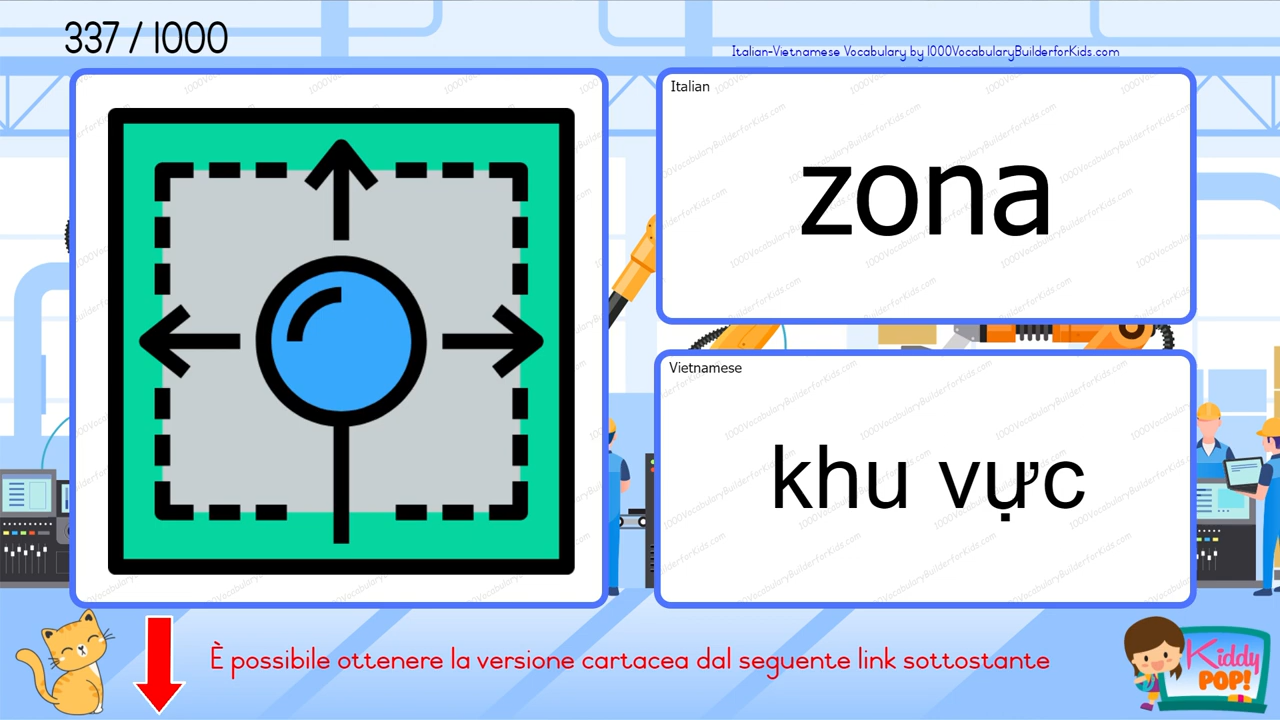 337 / 1000
Italian-Vietnamese Vocabulary by 1000VocabularyBuilderforKids.com
Italian
zona
Vietnamese
khu vực
È possibile ottenere la versione cartacea dal seguente link sottostante
Kiddy
POP!